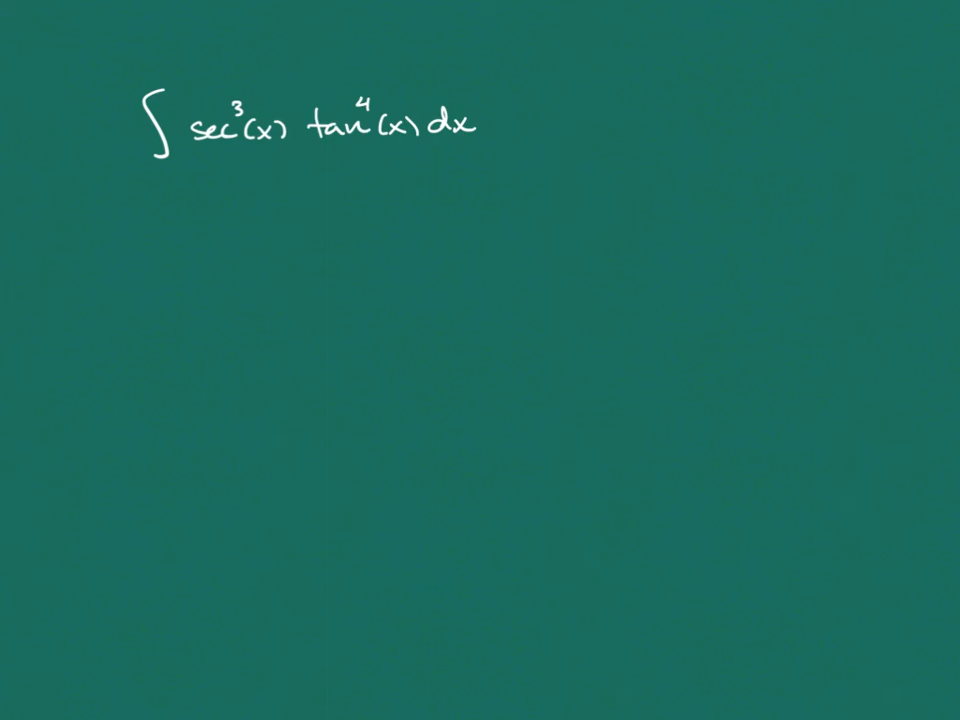 ∫ sec³(x) tan⁴(x) dx